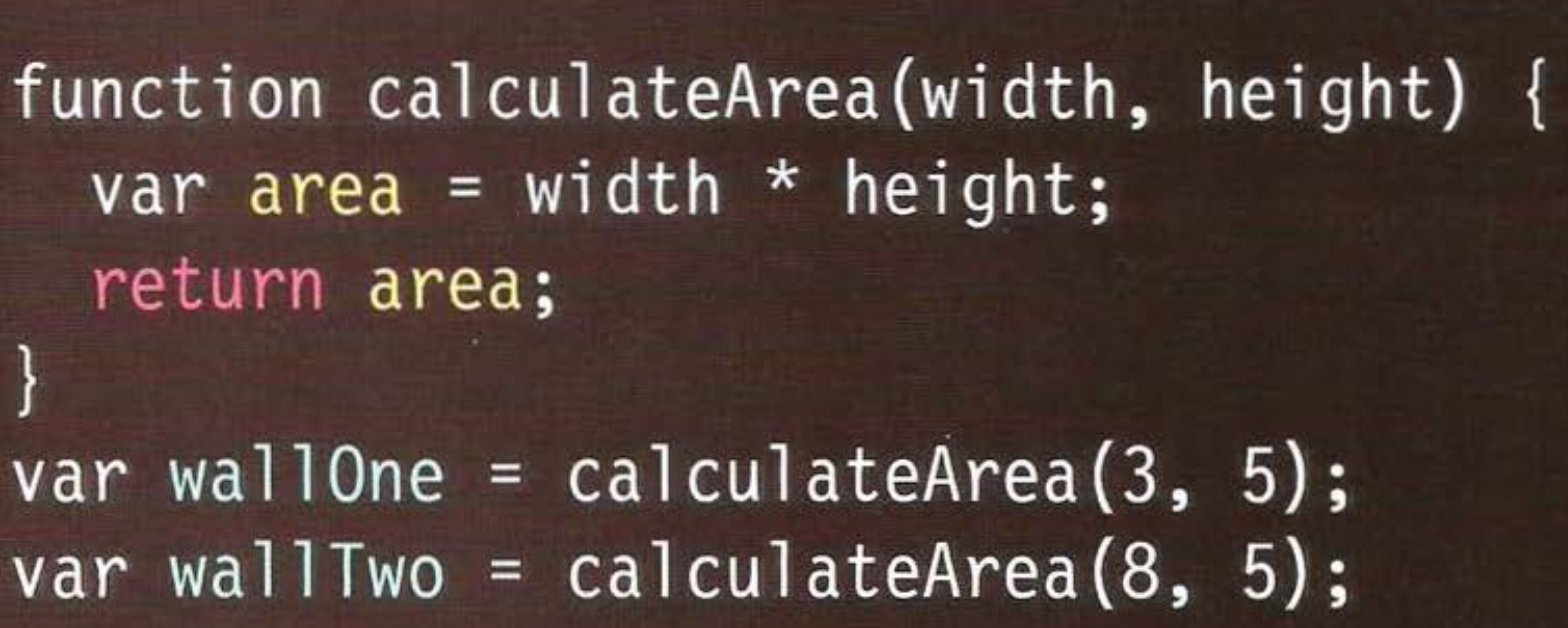 function calculateArea(width, height) {
  var area = width * height;
  return area;
}
var wallOne = calculateArea(3, 5);
var wallTwo = calculateArea(8, 5);